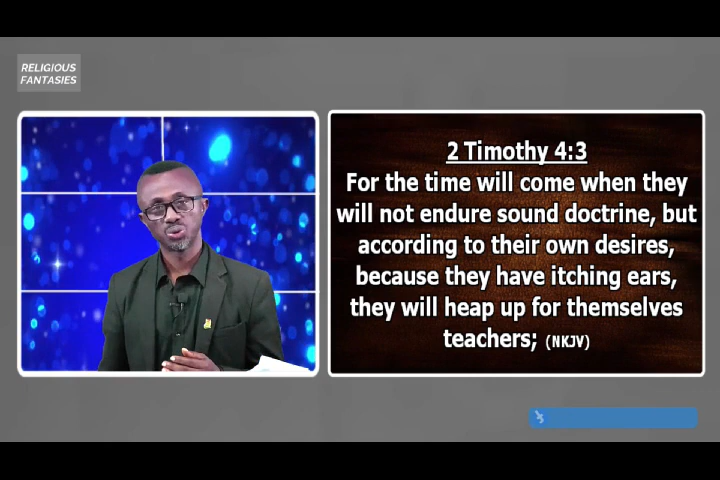 RELIGIOUS
FANTASIES
2 Timothy 4:3
For the time will come when they
will not endure sound doctrine, but
according to their own desires,
because they have itching ears,
they will heap up for themselves
teachers; (NKJV)